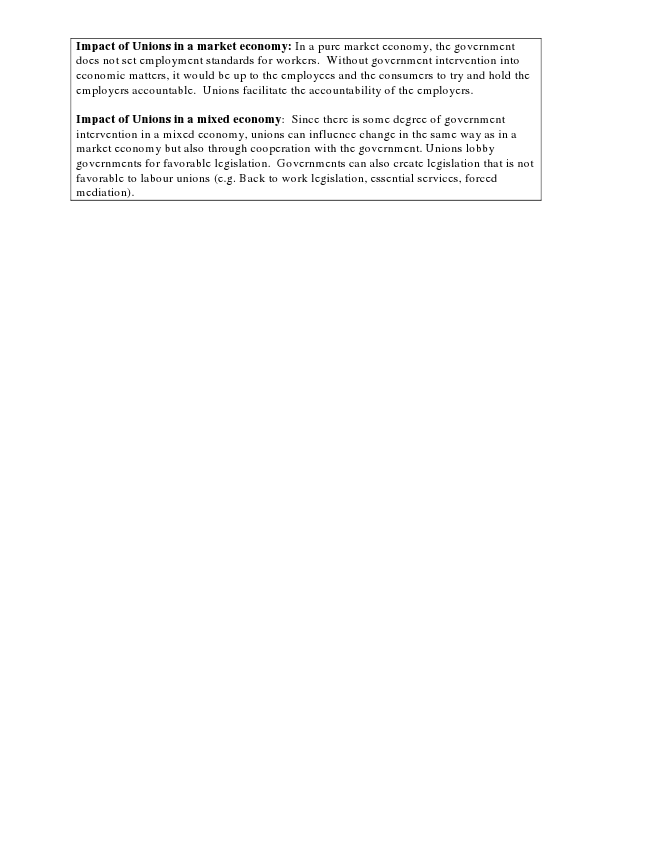 Impact of Unions in a market economy: In a pure market economy, the government
does not set employment standards for workers.  Without government intervention into
economic matters, it would be up to the employees and the consumers to try and hold the
employers accountable.  Unions facilitate the accountability of the employers.

Impact of Unions in a mixed economy:  Since there is some degree of government
intervention in a mixed economy, unions can influence change in the same way as in a
market economy but also through cooperation with the government. Unions lobby
governments for favorable legislation.  Governments can also create legislation that is not
favorable to labour unions (e.g. Back to work legislation, essential services, forced
mediation).